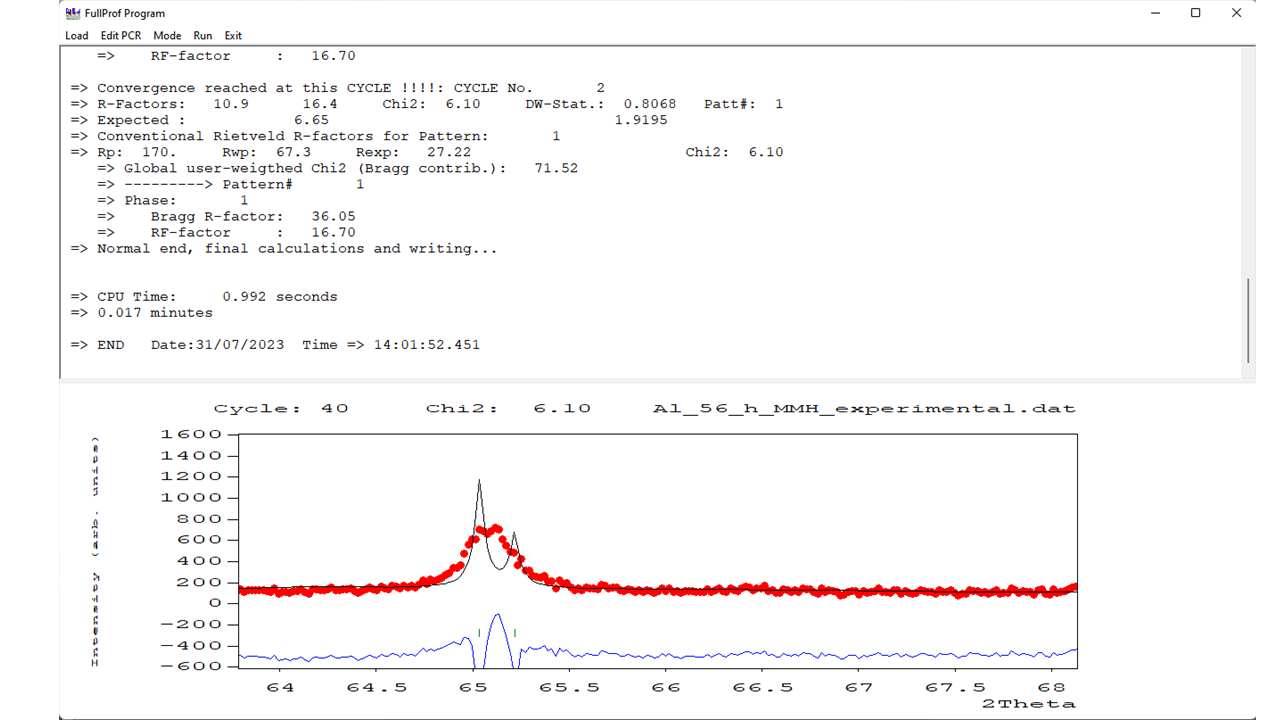 FullProf Program
Load Edit PCR Mode Run Exit
=> RF-factor : 16.70
=> Convergence reached at this CYCLE !!!!: CYCLE No. 2
=> R-Factors: 10.9 16.4 Chi2: 6.10 DW-Stat.: 0.8068 Patt#: 1
=> Expected : 6.65 1.9195
=> Conventional Rietveld R-factors for Pattern: 1
=> Rp: 170. Rwp: 67.3 Rexp: 27.22 Chi2: 6.10
=> Global user-weigthed Chi2 (Bragg contrib.): 71.52
=> ---------> Pattern# 1
=> Phase: 1
=> Bragg R-factor: 36.05
=> RF-factor : 16.70
=> Normal end, final calculations and writing...
=> CPU Time: 0.992 seconds
=> 0.017 minutes
=> END Date:31/07/2023 Time => 14:01:52.451
Cycle: 40 Chi2: 6.10 Al_56_h_MMH_experimental.dat
Intensity (arb. units)
1600
1400
1200
1000
800
600
400
200
0
-200
-400
-600
64 64.5 65 65.5 66 66.5 67 67.5 68
2Theta